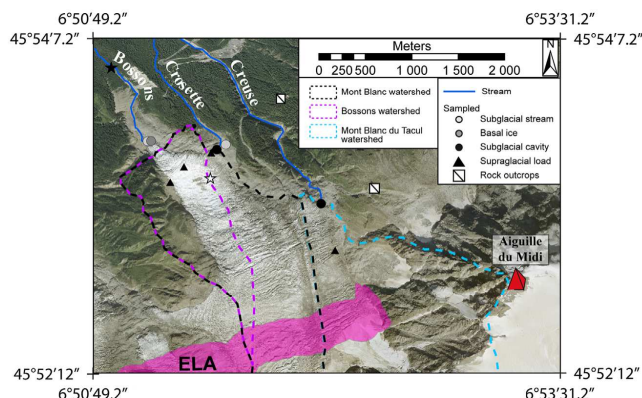 6°50′49.2″
6°53′31.2″
45°54′7.2″
45°54′7.2″
Meters
0 250 500 1 000 1 500 2 000
N
Mont Blanc watershed
Bossons watershed
Mont Blanc du Tacul
watershed
Stream
Sampled
Subglacial stream
Basal ice
Subglacial cavity
Supraglacial load
Rock outcrops
Bossons
Crosette
Creuse
Aiguille
du Midi
ELA
45°52′12″
45°52′12″
6°50′49.2″
6°53′31.2″